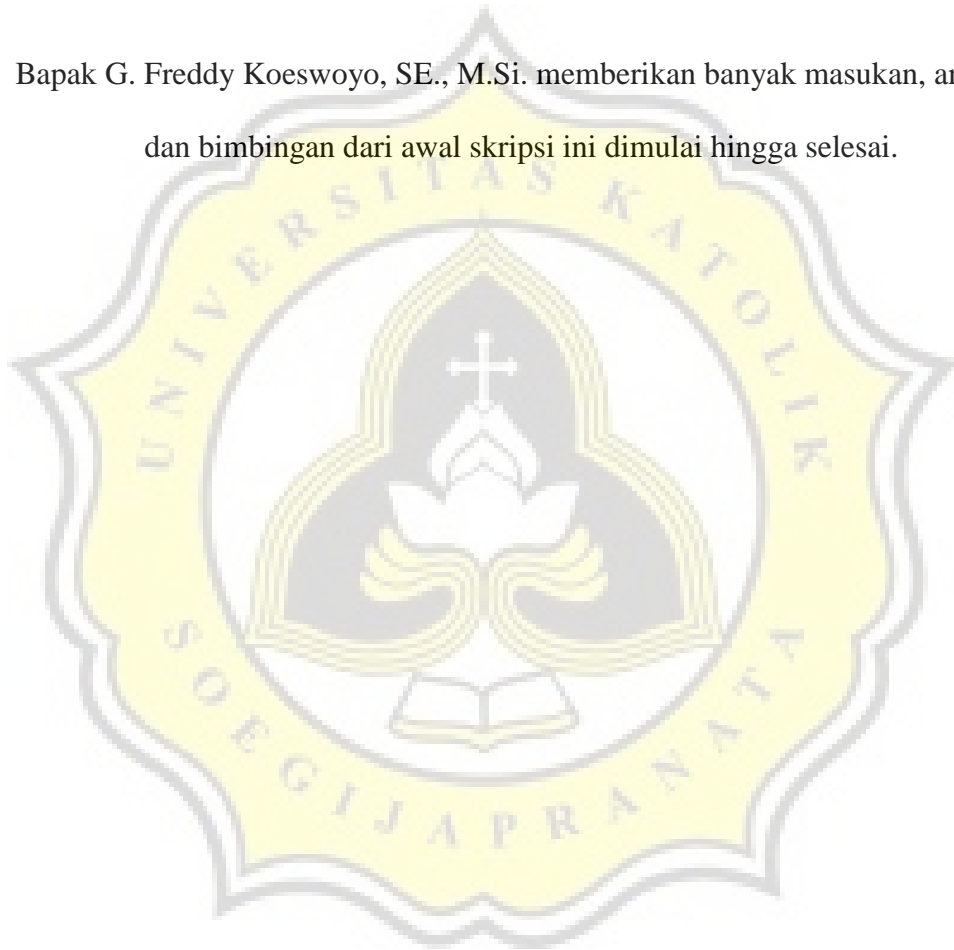 Bapak G. Freddy Koeswoyo, SE., M.Si. memberikan banyak masukan,
dan bimbingan dari awal skripsi ini dimulai hingga selesai.
UNIVERSITAS KATOLIK
SOEGIJAPRANATA